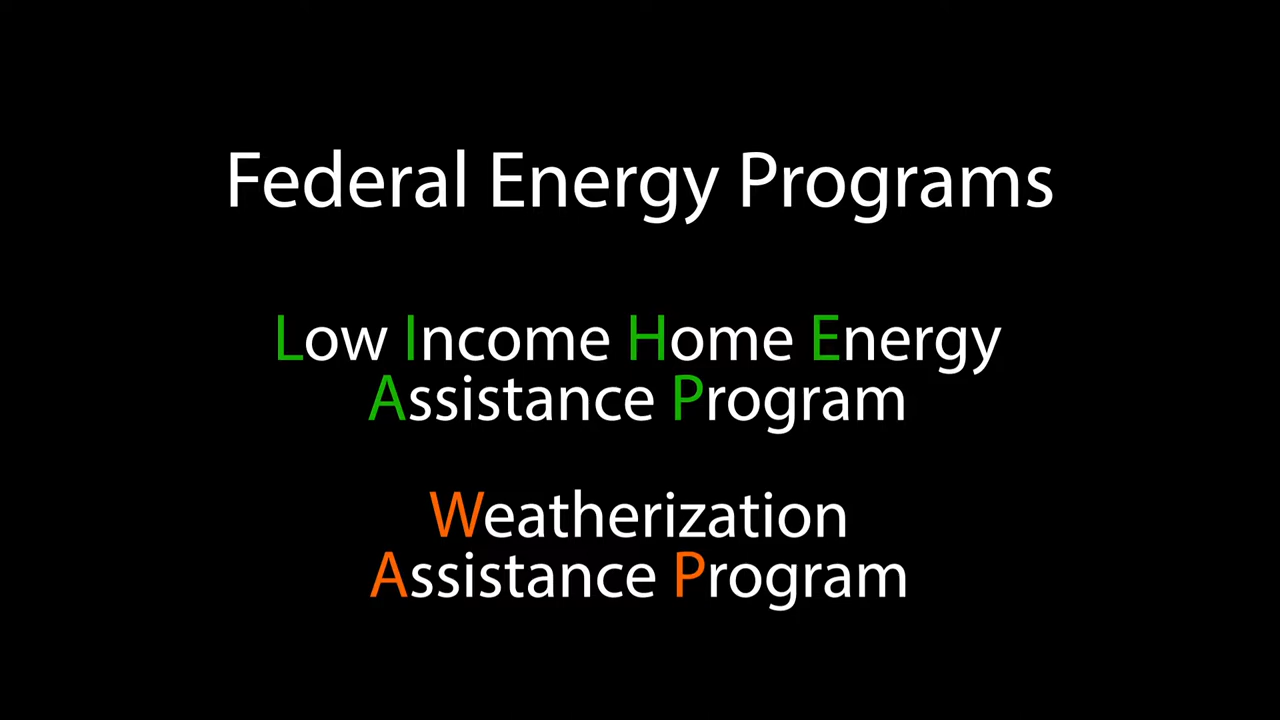 Federal Energy Programs
Low Income Home Energy
Assistance Program
Weatherization
Assistance Program